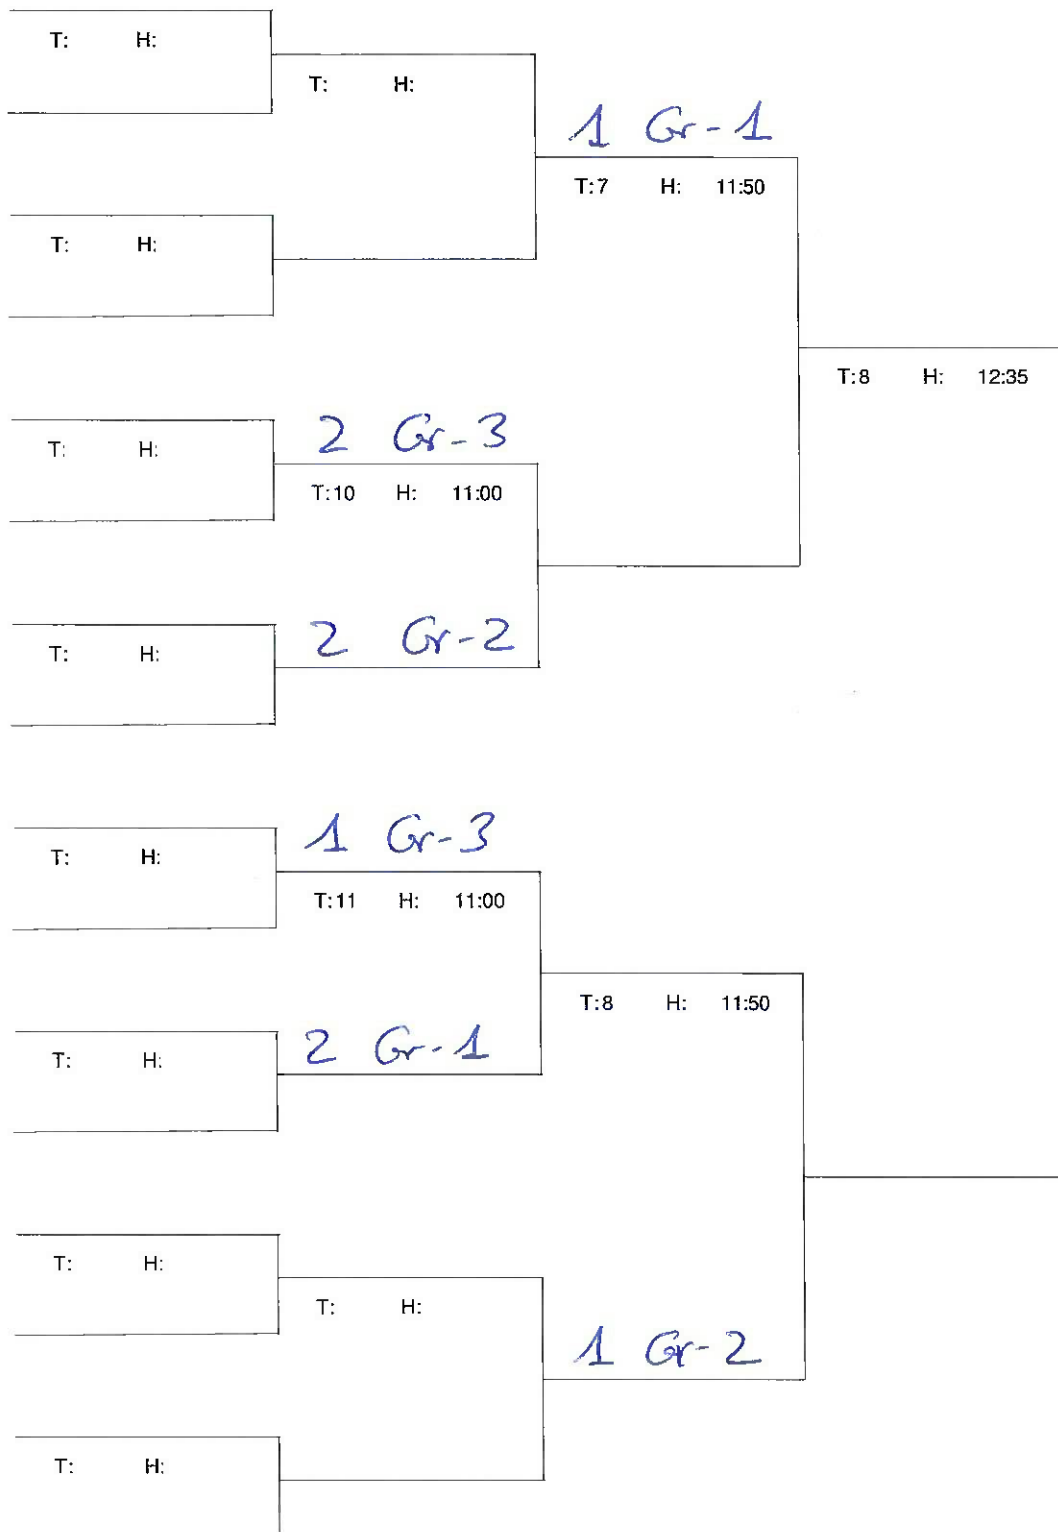 T: H:
T: H:
1 Gr-1
T:7 H: 11:50
T: H:
T:8 H: 12:35
2 Gr-3
T: H:
T:10 H: 11:00
2 Gr-2
T: H:
1 Gr-3
T: H:
T:11 H: 11:00
T:8 H: 11:50
2 Gr-1
T: H:
T: H:
T: H:
1 Gr-2
T: H: